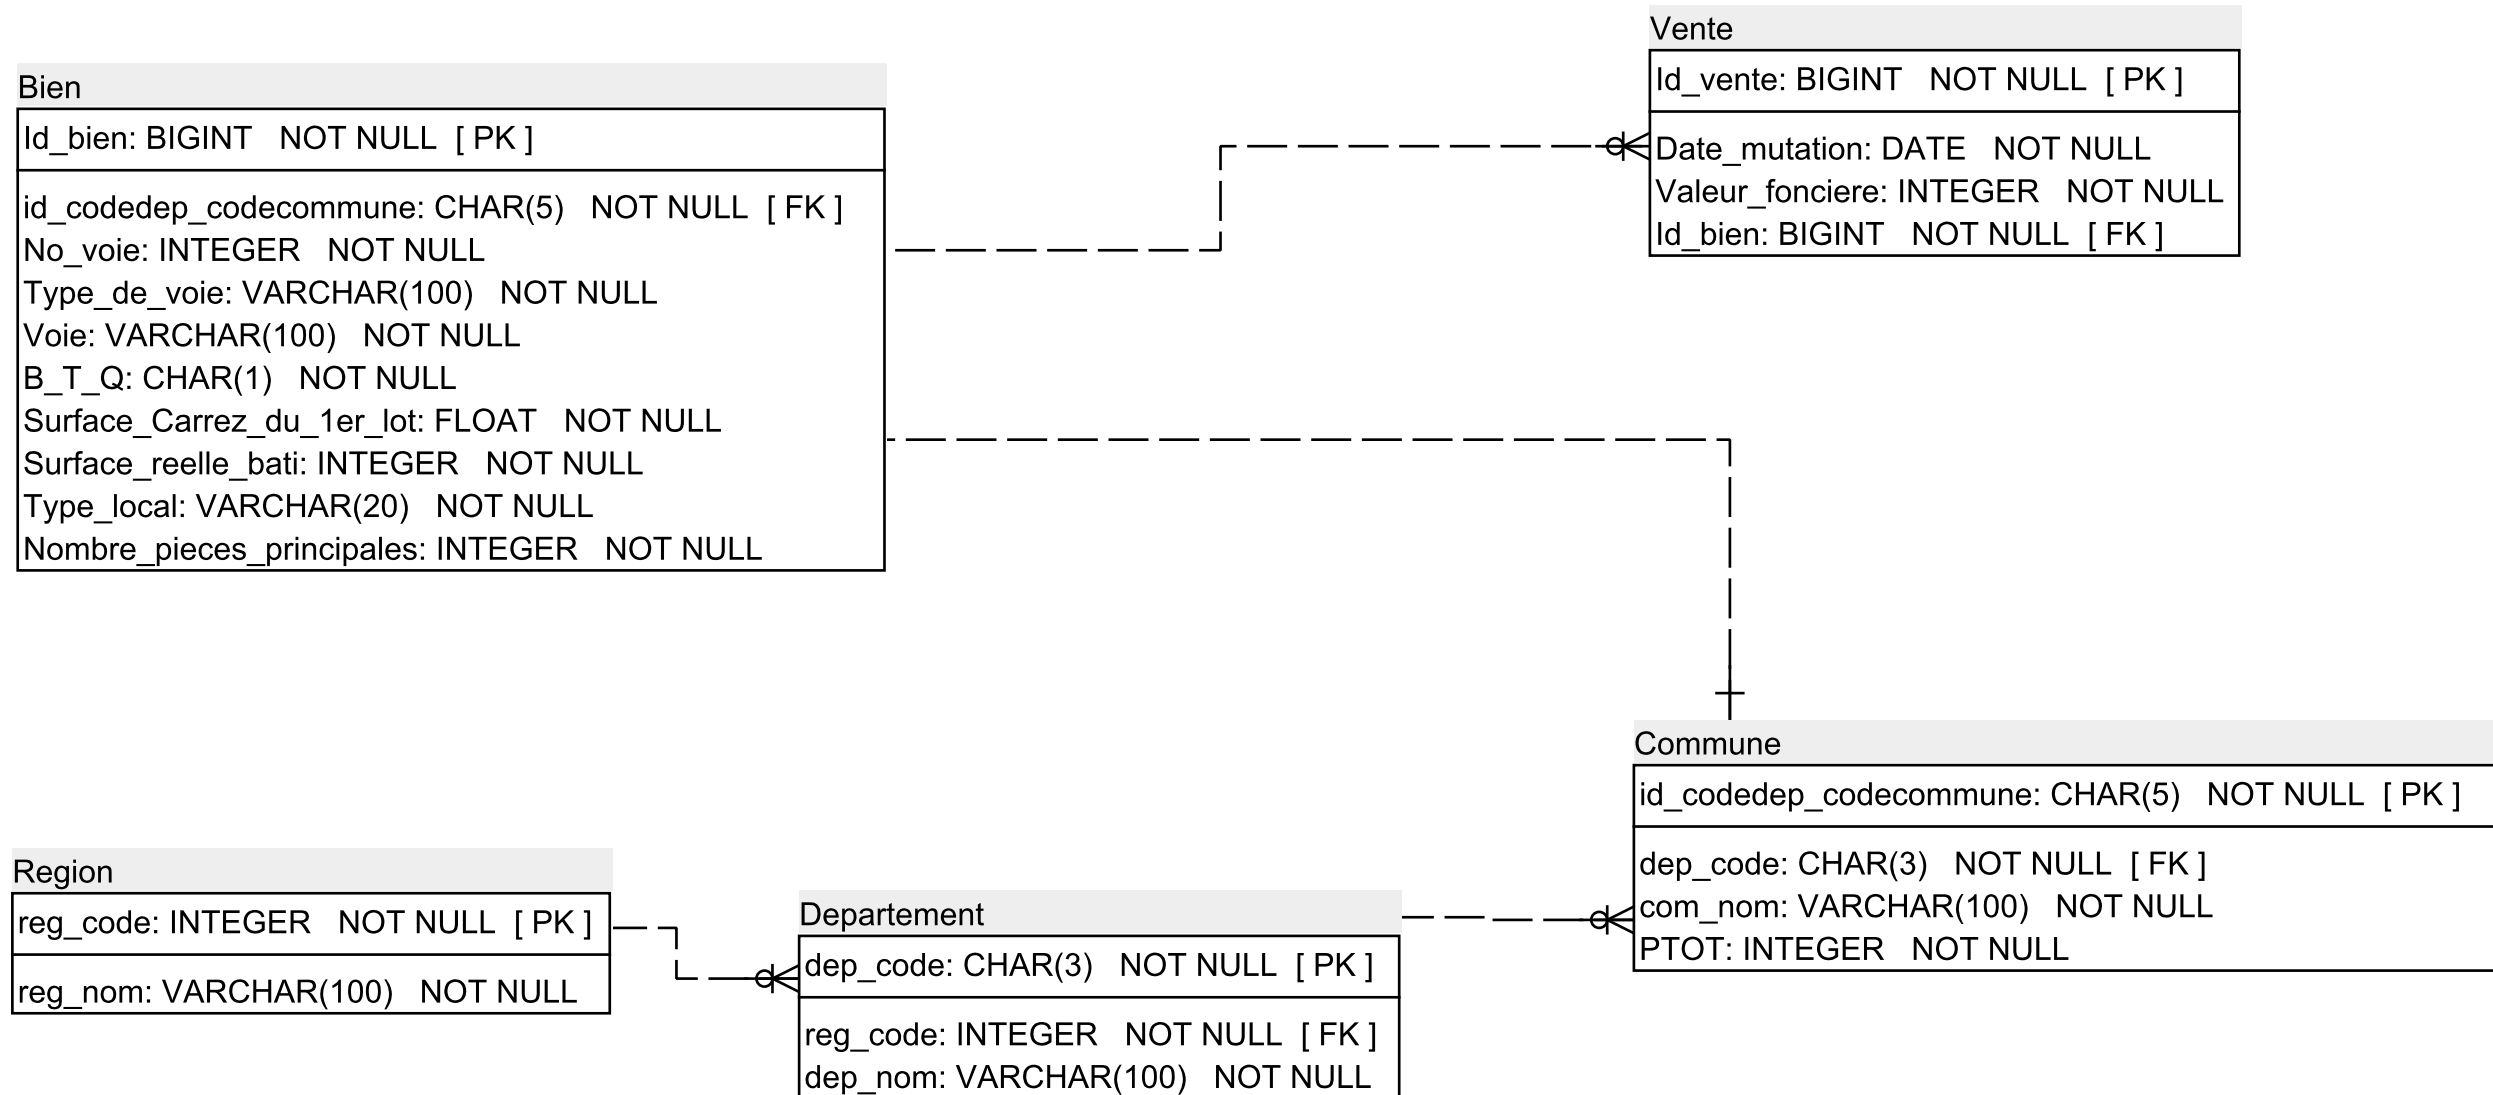 Bien
Id_bien: BIGINT NOT NULL [ PK ]
id_codedep_codecommune: CHAR(5) NOT NULL [ FK ]
No_voie: INTEGER NOT NULL
Type_de_voie: VARCHAR(100) NOT NULL
Voie: VARCHAR(100) NOT NULL
B_T_Q: CHAR(1) NOT NULL
Surface_Carrez_du_1er_lot: FLOAT NOT NULL
Surface_reelle_bati: INTEGER NOT NULL
Type_local: VARCHAR(20) NOT NULL
Nombre_pieces_principales: INTEGER NOT NULL
Vente
Id_vente: BIGINT NOT NULL [ PK ]
Date_mutation: DATE NOT NULL
Valeur_fonciere: INTEGER NOT NULL
Id_bien: BIGINT NOT NULL [ FK ]
Region
reg_code: INTEGER NOT NULL [ PK ]
reg_nom: VARCHAR(100) NOT NULL
Departement
dep_code: CHAR(3) NOT NULL [ PK ]
reg_code: INTEGER NOT NULL [ FK ]
dep_nom: VARCHAR(100) NOT NULL
Commune
id_codedep_codecommune: CHAR(5) NOT NULL [ PK ]
dep_code: CHAR(3) NOT NULL [ FK ]
com_nom: VARCHAR(100) NOT NULL
PTOT: INTEGER NOT NULL